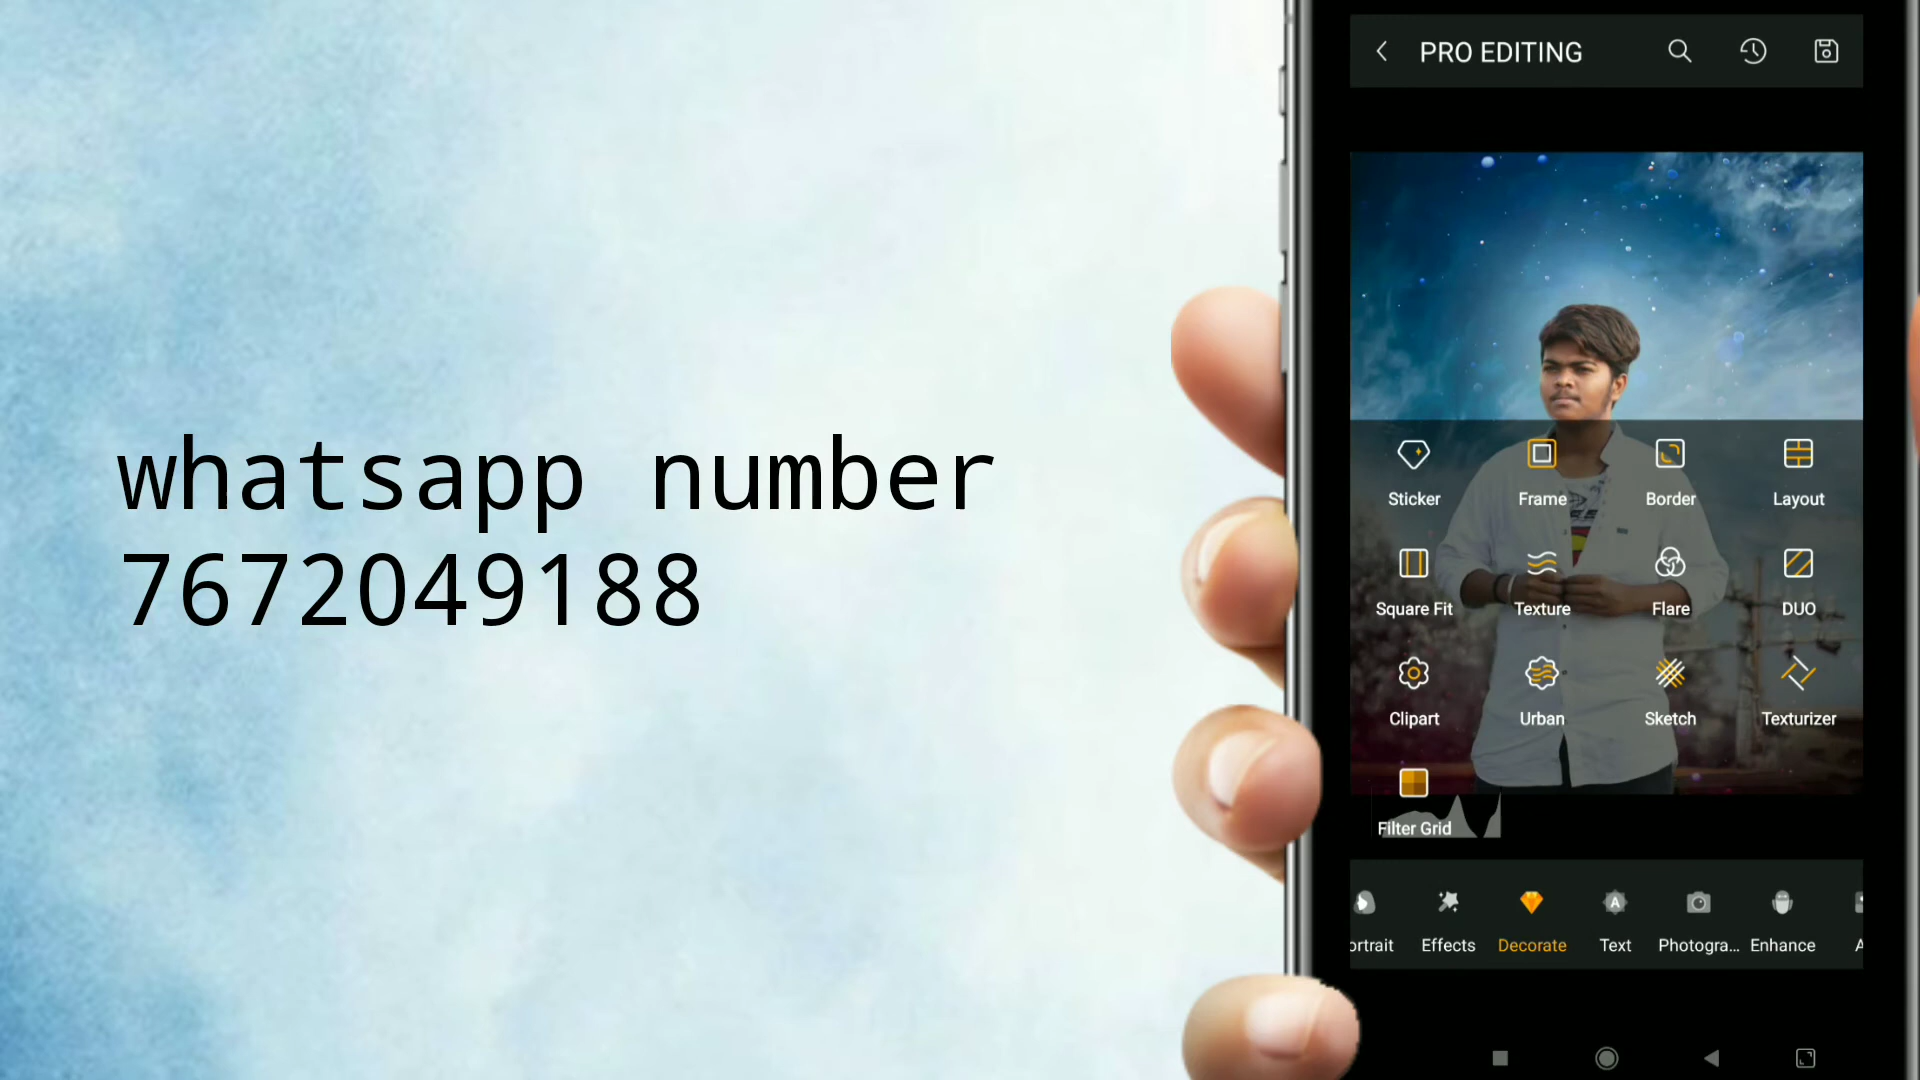 whatsapp number
7672049188
PRO EDITING
Sticker Frame Border Layout
Square Fit Texture Flare DUO
Clipart Urban Sketch Texturizer
Filter Grid
ortrait Effects Decorate Text Photogra... Enhance A